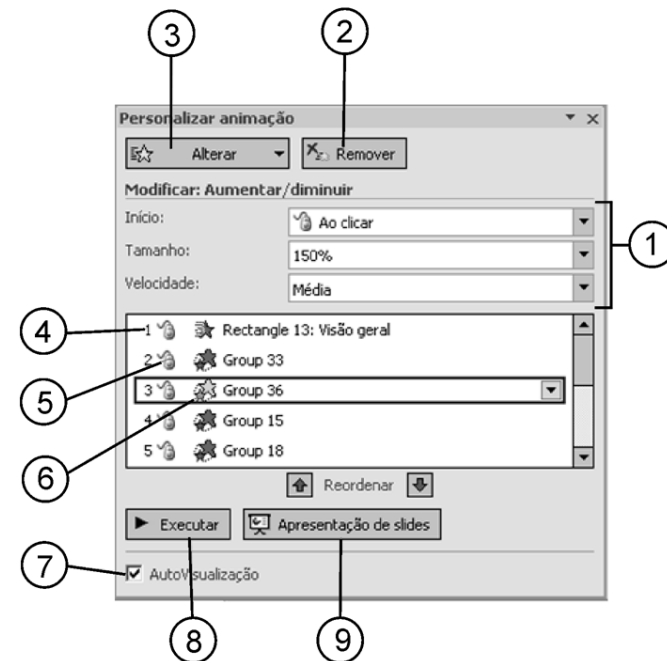 3
2
Personalizar animação
Alterar
Remover
Modificar: Aumentar/diminuir
Início:
Ao clicar
Tamanho:
150%
Velocidade:
Média
1
4
1 Rectangle 13: Visão geral
5
2 Group 33
3 Group 36
6
4 Group 15
5 Group 18
Reordenar
Executar
Apresentação de slides
7
AutoVisualização
8
9